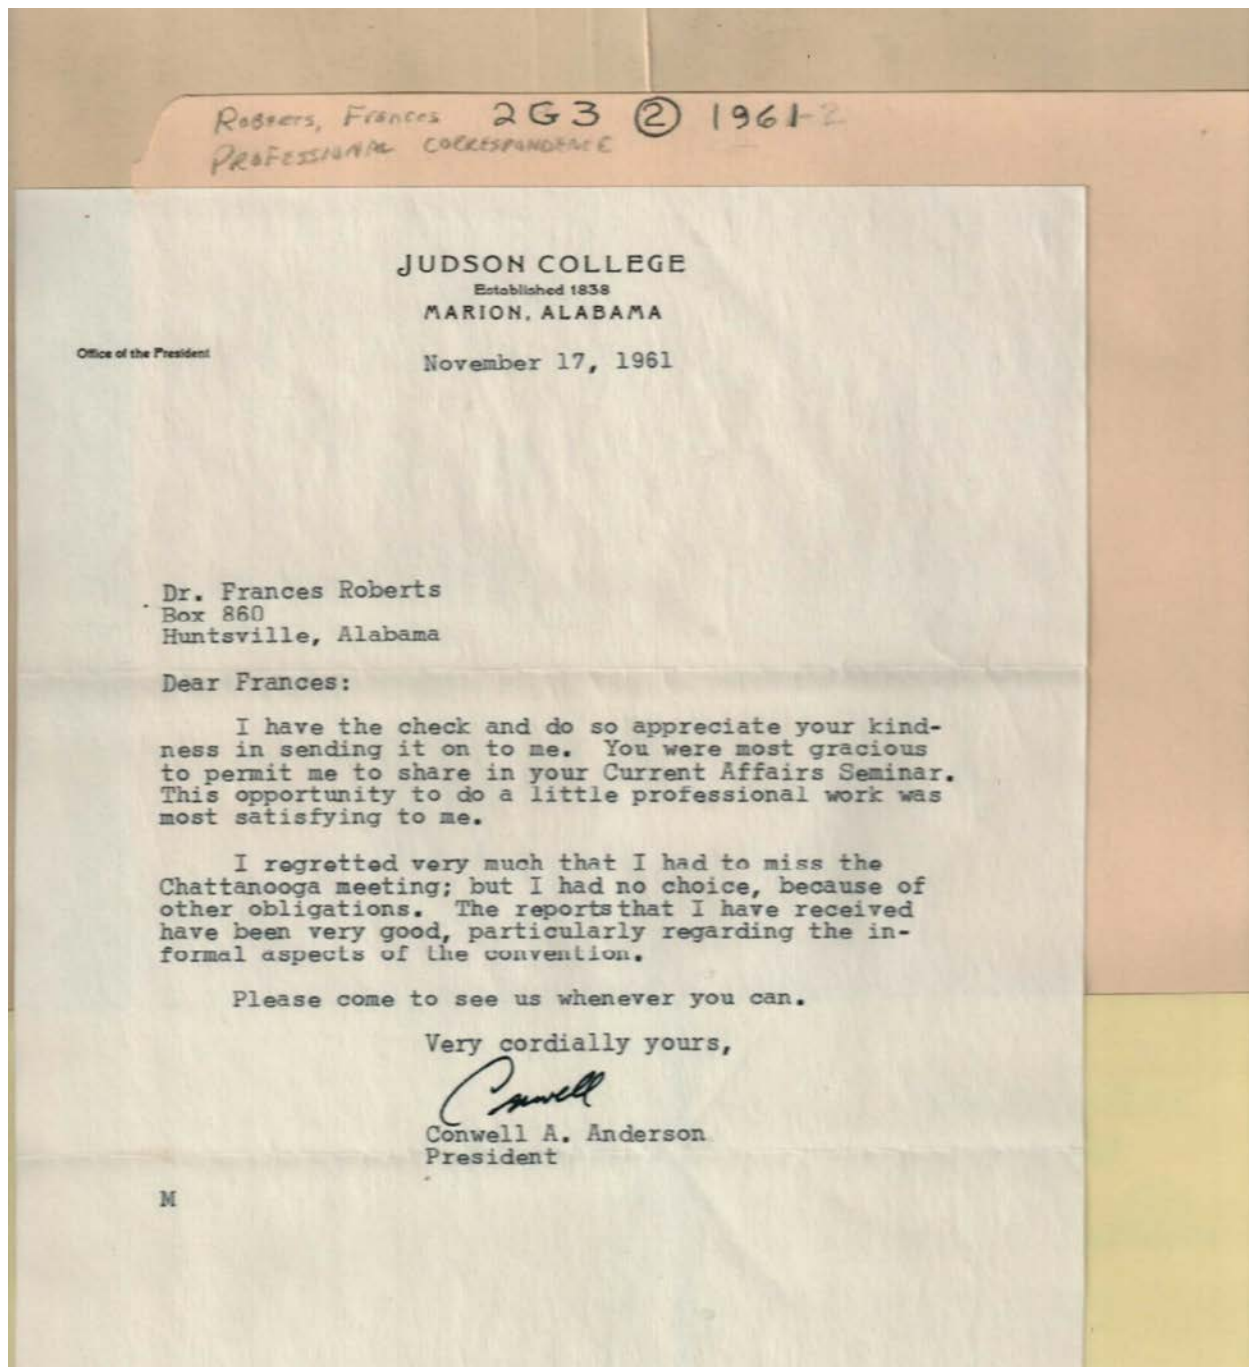 Roberts, Frances 2G3 ② 1961-2
PROFESSIONAL CORRESPONDENCE
JUDSON COLLEGE
Established 1838
MARION, ALABAMA
Office of the President
November 17, 1961
Dr. Frances Roberts
Box 860
Huntsville, Alabama
Dear Frances:
I have the check and do so appreciate your kind-
ness in sending it on to me. You were most gracious
to permit me to share in your Current Affairs Seminar.
This opportunity to do a little professional work was
most satisfying to me.
I regretted very much that I had to miss the
Chattanooga meeting; but I had no choice, because of
other obligations. The reports that I have received
have been very good, particularly regarding the in-
formal aspects of the convention.
Please come to see us whenever you can.
Very cordially yours,
Conwell
Conwell A. Anderson
President
M